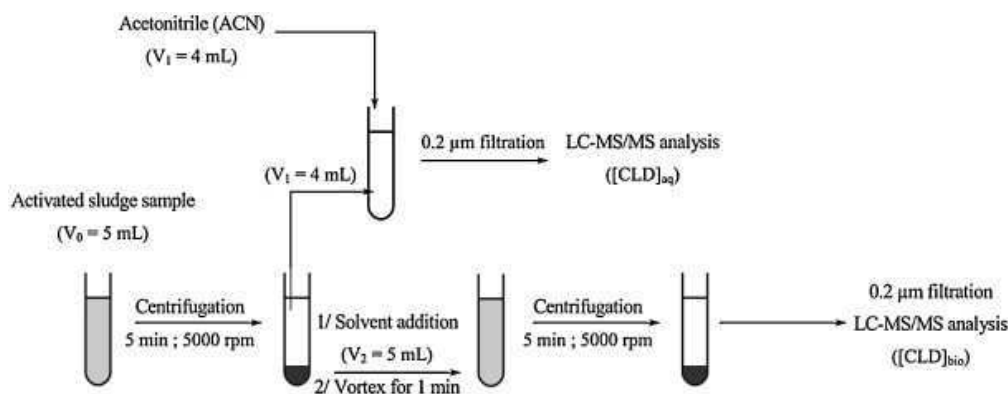 Acetonitrile (ACN)
(V₁ = 4 mL)
0.2 µm filtration
LC-MS/MS analysis
([CLD]aq)
(V₁ = 4 mL)
Activated sludge sample
(V₀ = 5 mL)
Centrifugation
5 min ; 5000 rpm
1/ Solvent addition
(V₂ = 5 mL)
2/ Vortex for 1 min
Centrifugation
5 min ; 5000 rpm
0.2 µm filtration
LC-MS/MS analysis
([CLD]bio)